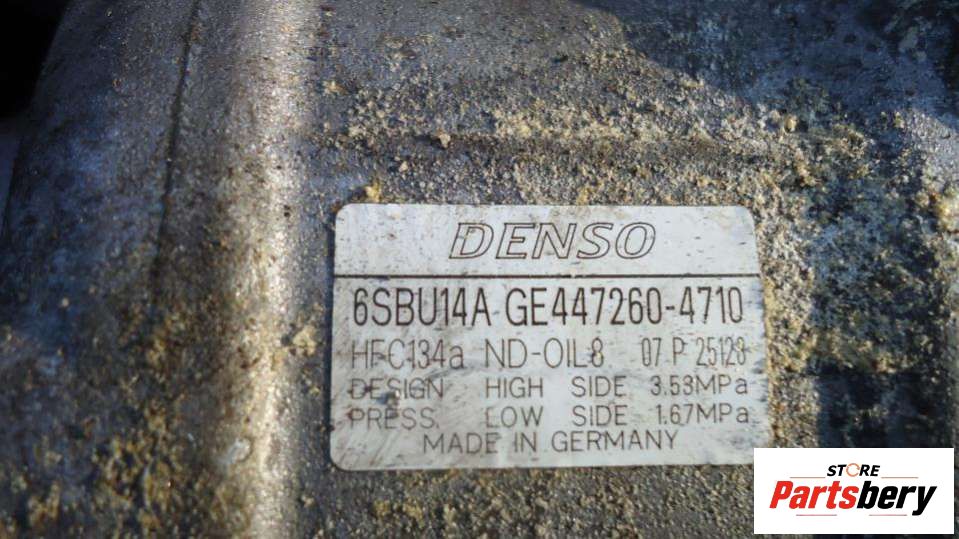 DENSO
6SBU14A GE447260-4710
HFC134a ND-OIL8 07 P 25128
DESIGN HIGH SIDE 3.53MPa
PRESS. LOW SIDE 1.67MPa
MADE IN GERMANY
STORE
Partsbery